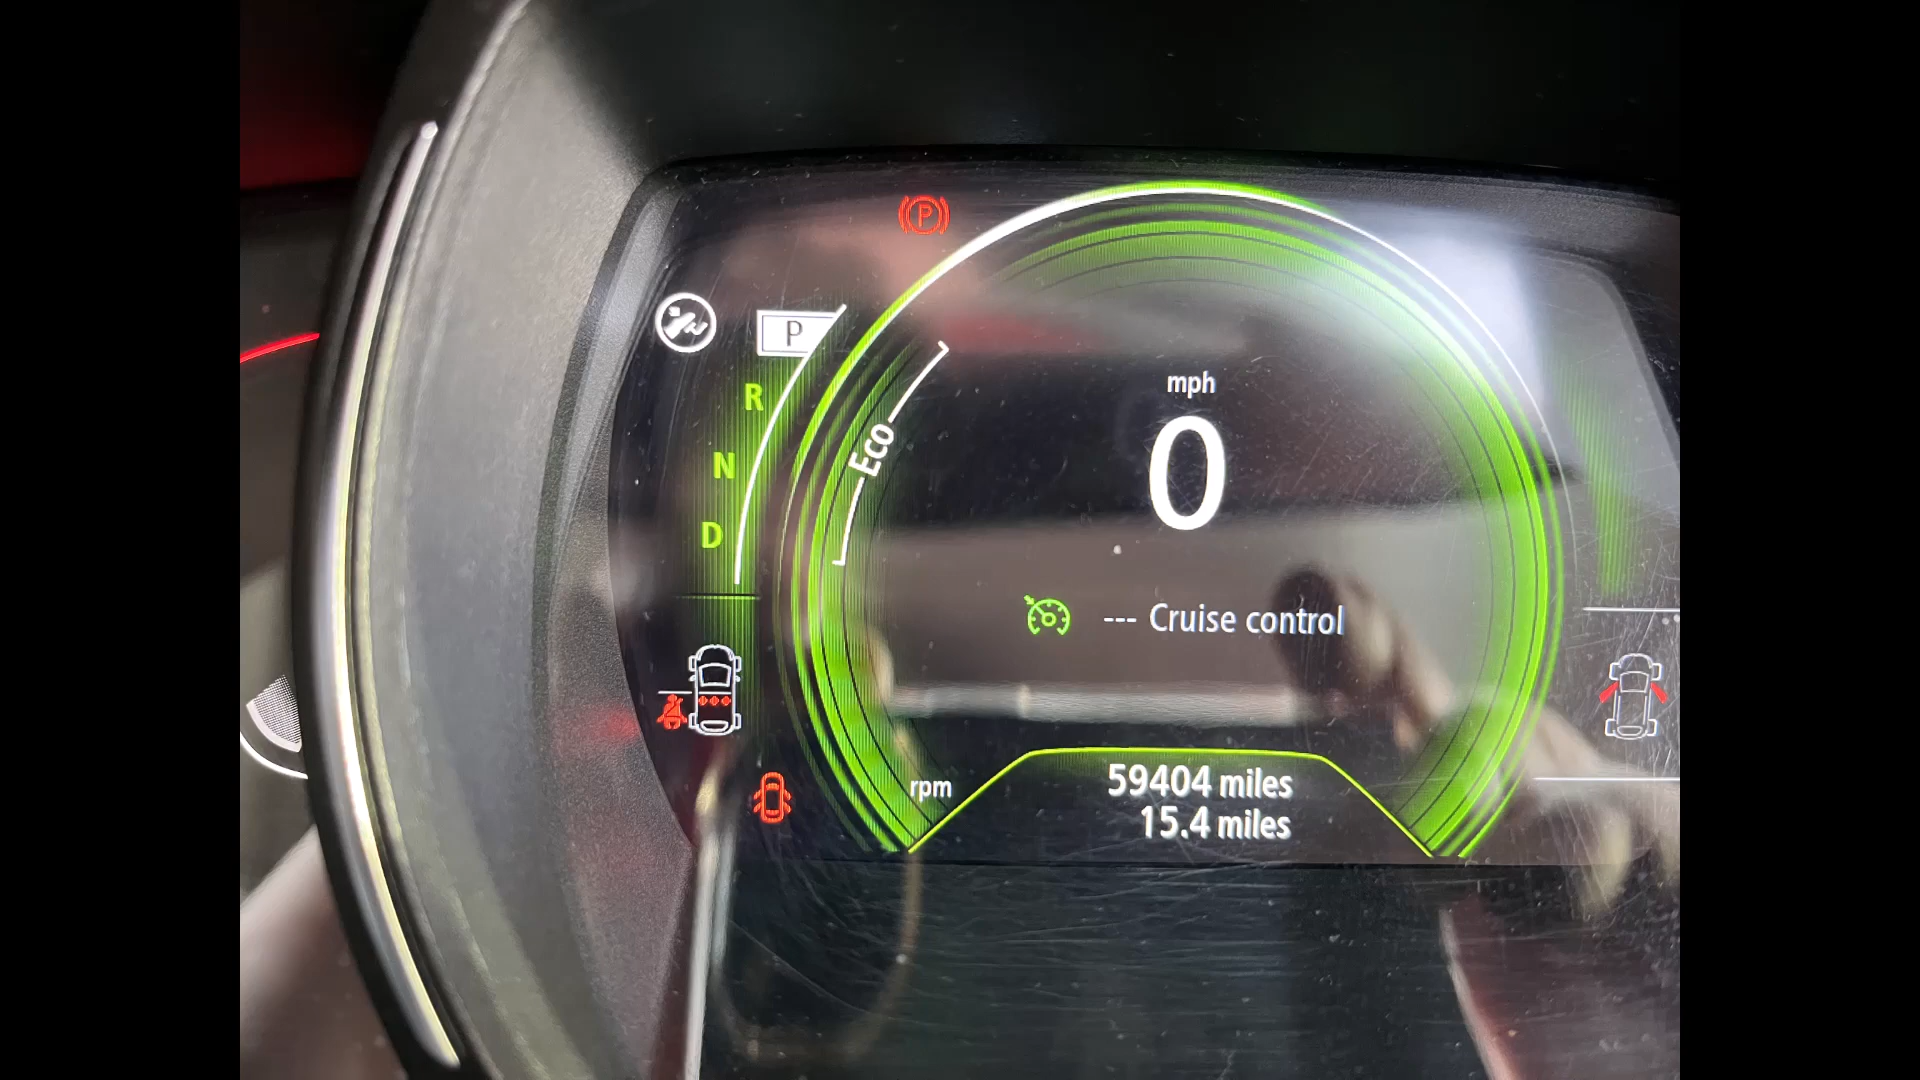 P
P
R
N
D
Eco
mph
0
--- Cruise control
rpm
59404 miles
15.4 miles